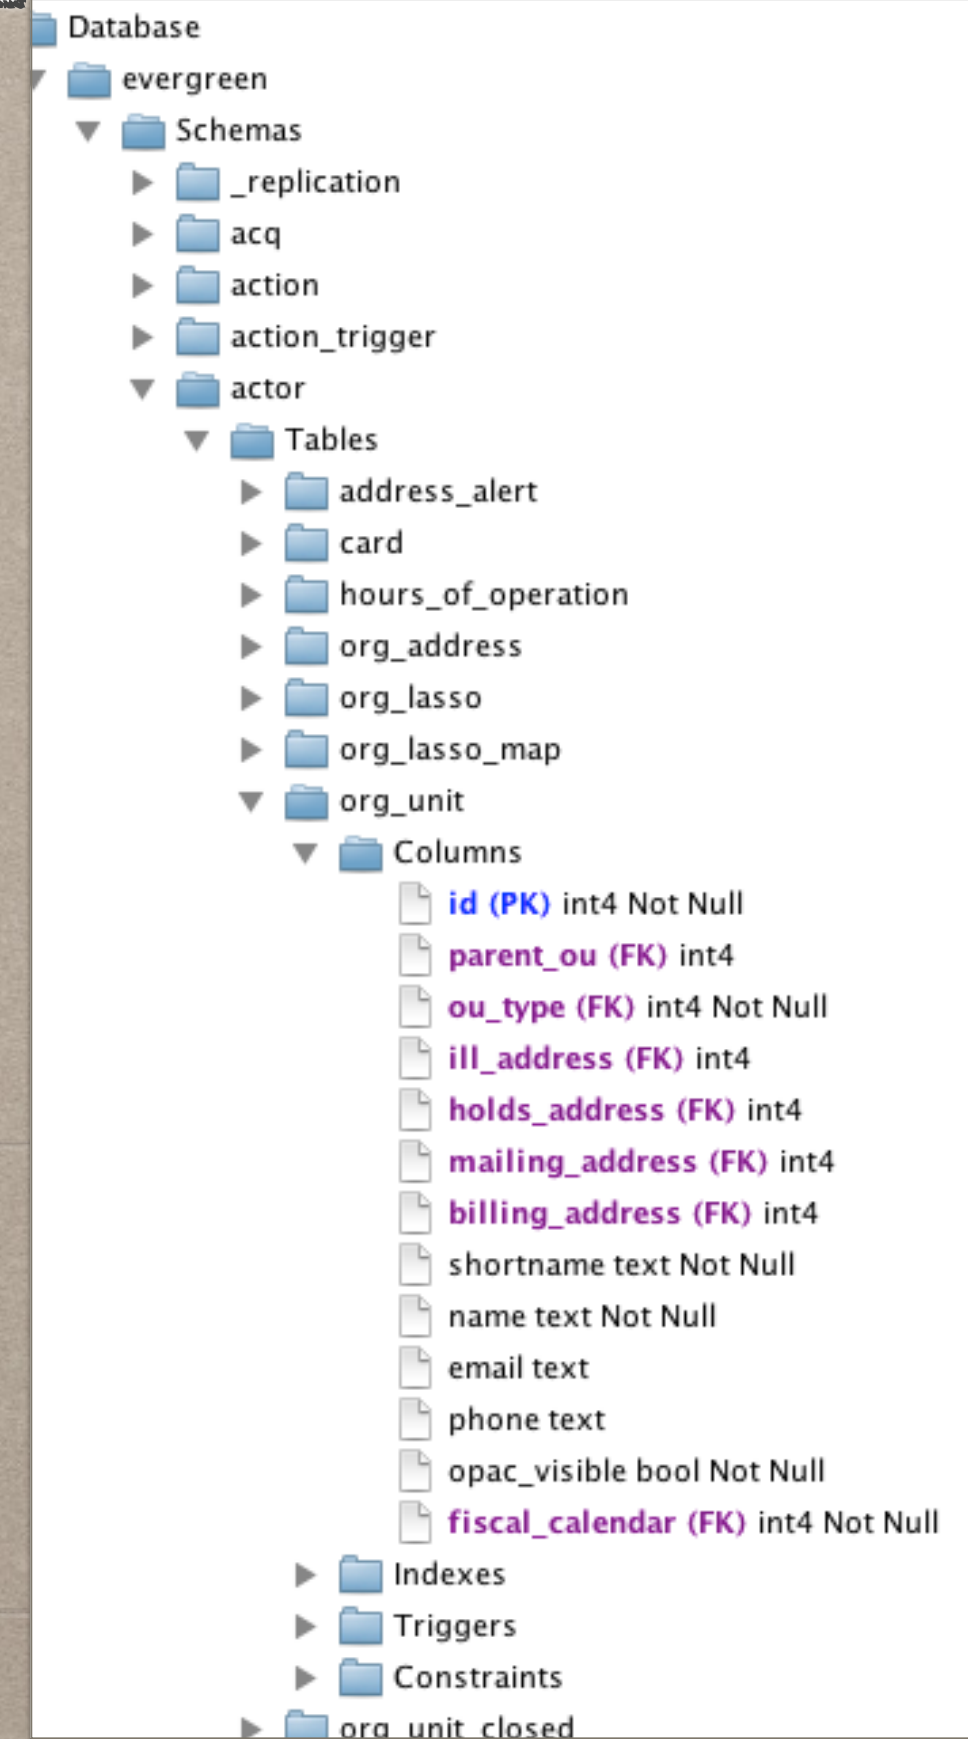 Database
evergreen
Schemas
_replication
acq
action
action_trigger
actor
Tables
address_alert
card
hours_of_operation
org_address
org_lasso
org_lasso_map
org_unit
Columns
id (PK) int4 Not Null
parent_ou (FK) int4
ou_type (FK) int4 Not Null
ill_address (FK) int4
holds_address (FK) int4
mailing_address (FK) int4
billing_address (FK) int4
shortname text Not Null
name text Not Null
email text
phone text
opac_visible bool Not Null
fiscal_calendar (FK) int4 Not Null
Indexes
Triggers
Constraints
org_unit_closed